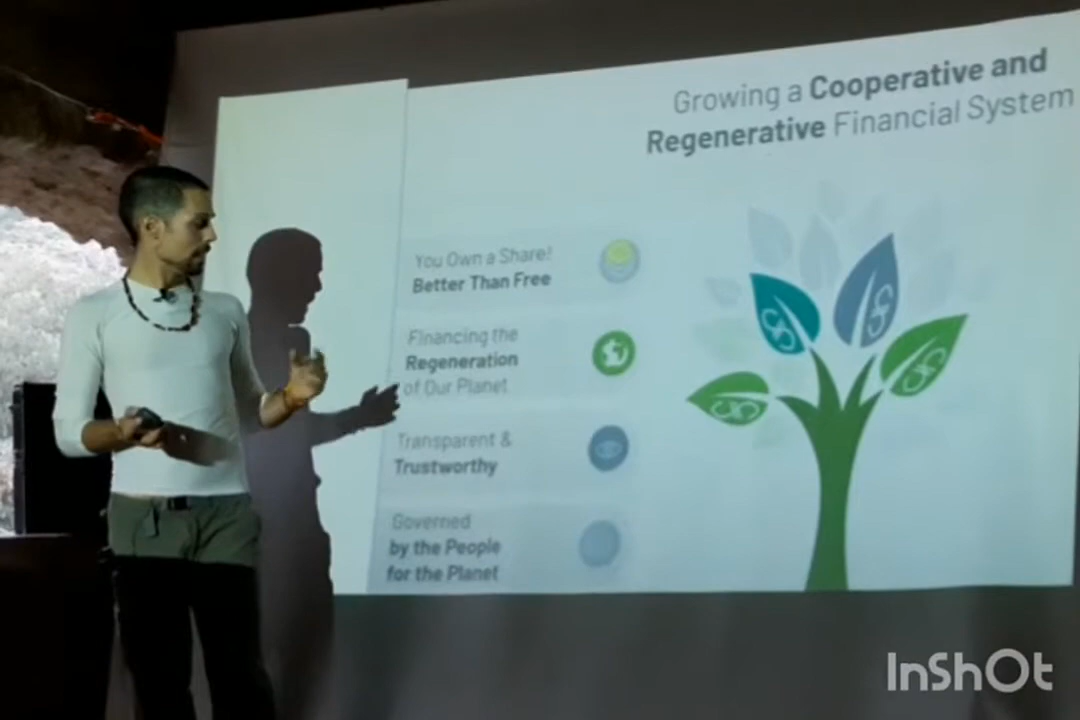 Growing a Cooperative and
Regenerative Financial System
You Own a Share!
Better Than Free
Financing the
Regeneration
of Our Planet
Transparent &
Trustworthy
Governed
by the People
for the Planet
InShOt